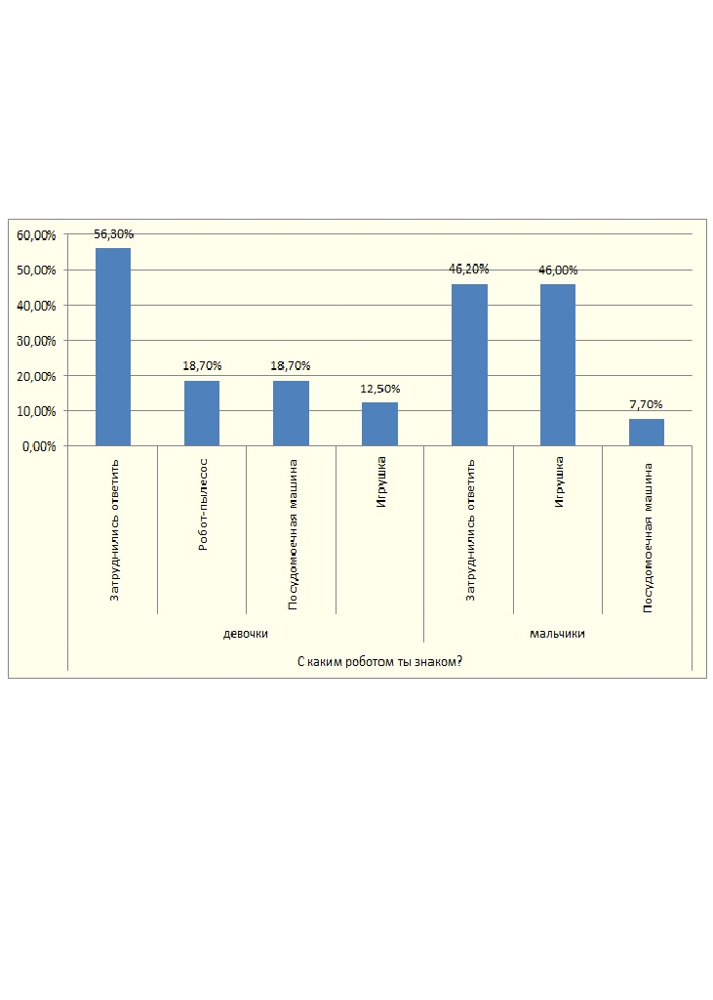 60,00%
50,00%
40,00%
30,00%
20,00%
10,00%
0,00%
56,30%
18,70%
18,70%
12,50%
46,20%
46,00%
7,70%
Затруднились ответить
Робот-пылесос
Посудомоечная машина
Игрушка
Затруднились ответить
Игрушка
Посудомоечная машина
девочки
мальчики
С каким роботом ты знаком?